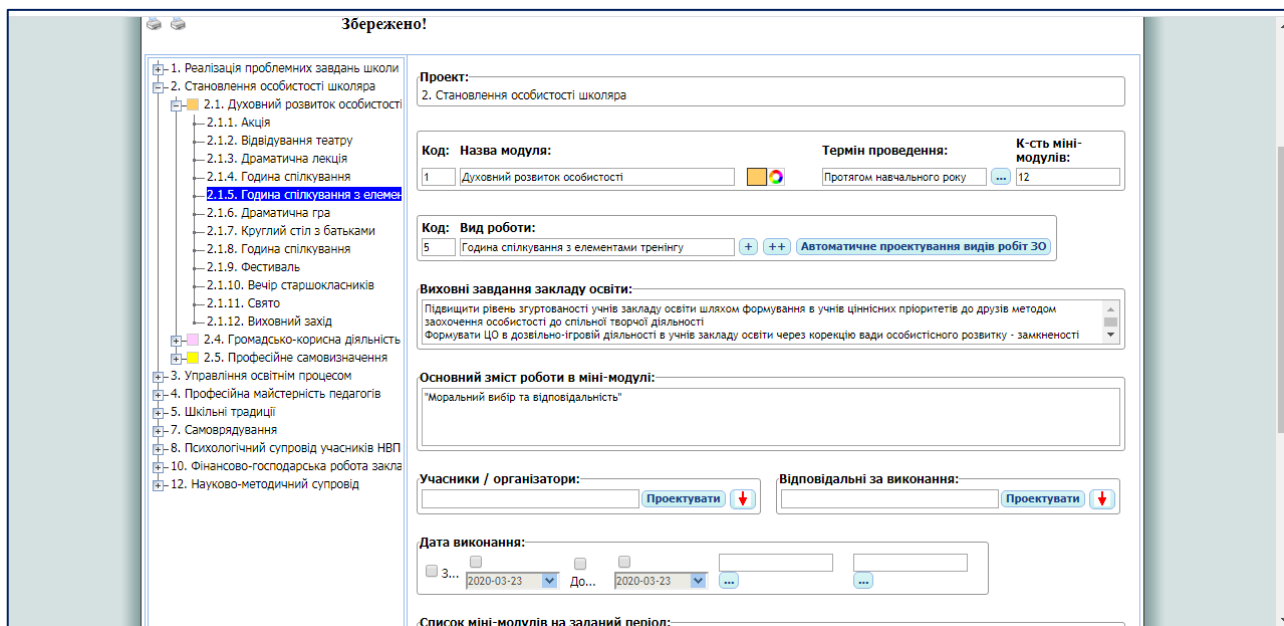 Збережено!
1. Реалізація проблемних завдань школи
2. Становлення особистості школяра
2.1. Духовний розвиток особистості
2.1.1. Акція
2.1.2. Відвідування театру
2.1.3. Драматична лекція
2.1.4. Година спілкування
2.1.5. Година спілкування з елемен
2.1.6. Драматична гра
2.1.7. Круглий стіл з батьками
2.1.8. Година спілкування
2.1.9. Фестиваль
2.1.10. Вечір старшокласників
2.1.11. Свято
2.1.12. Виховний захід
2.4. Громадсько-корисна діяльність
2.5. Професійне самовизначення
3. Управління освітнім процесом
4. Професійна майстерність педагогів
5. Шкільні традиції
7. Самоврядування
8. Психологічний супровід учасників НВП
10. Фінансово-господарська робота закла
12. Науково-методичний супровід
Проект:
2. Становлення особистості школяра
Код: Назва модуля: Термін проведення: К-сть міні-
модулів:
1 Духовний розвиток особистості Протягом навчального року ... 12
Код: Вид роботи:
5 Година спілкування з елементами тренінгу + ++ Автоматичне проектування видів робіт ЗО
Виховні завдання закладу освіти:
Підвищити рівень згуртованості учнів закладу освіти шляхом формування в учнів ціннісних пріоритетів до друзів методом
заохочення особистості до спільної творчої діяльності
Формувати ЦО в дозвільно-ігровій діяльності в учнів закладу освіти через корекцію вади особистісного розвитку - замкненості
Основний зміст роботи в міні-модулі:
"Моральний вибір та відповідальність"
Учасники / організатори: Відповідальні за виконання:
Проектувати Проектувати
Дата виконання:
З... 2020-03-23 До... 2020-03-23 ... ...
Список міні-модулів на заданий період: